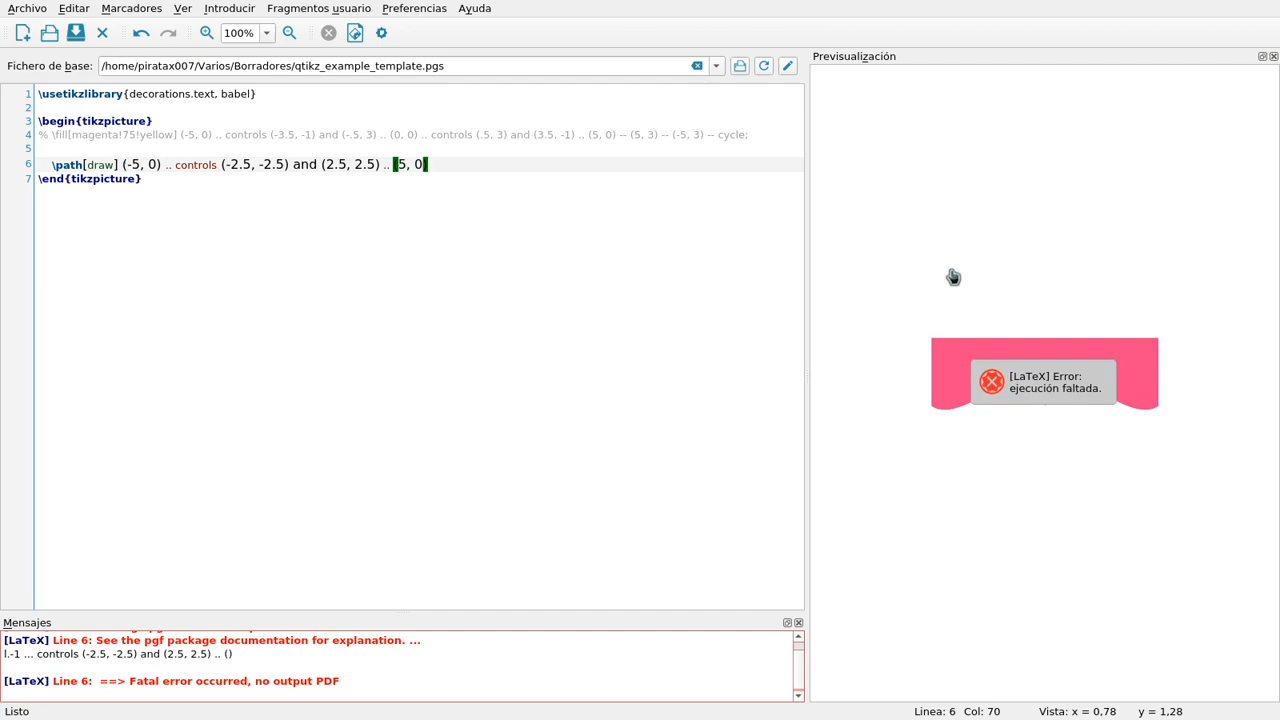 Archivo Editar Marcadores Ver Introducir Fragmentos usuario Preferencias Ayuda
100%
Fichero de base: /home/piratax007/Varios/Borradores/qtikz_example_template.pgs
Previsualización
1 \usetikzlibrary{decorations.text, babel}
2
3 \begin{tikzpicture}
4 % \fill[magenta!75!yellow] (-5, 0) .. controls (-3.5, -1) and (-.5, 3) .. (0, 0) .. controls (.5, 3) and (3.5, -1) .. (5, 0) -- (5, 3) -- (-5, 3) -- cycle;
5
6 \path[draw] (-5, 0) .. controls (-2.5, -2.5) and (2.5, 2.5) .. (5, 0)
7 \end{tikzpicture}
[LaTeX] Error:
ejecución faltada.
Mensajes
[LaTeX] Line 6: See the pgf package documentation for explanation. ...
l.-1 ... controls (-2.5, -2.5) and (2.5, 2.5) .. ()
[LaTeX] Line 6: ==> Fatal error occurred, no output PDF
Listo
Linea: 6 Col: 70 Vista: x = 0,78 y = 1,28